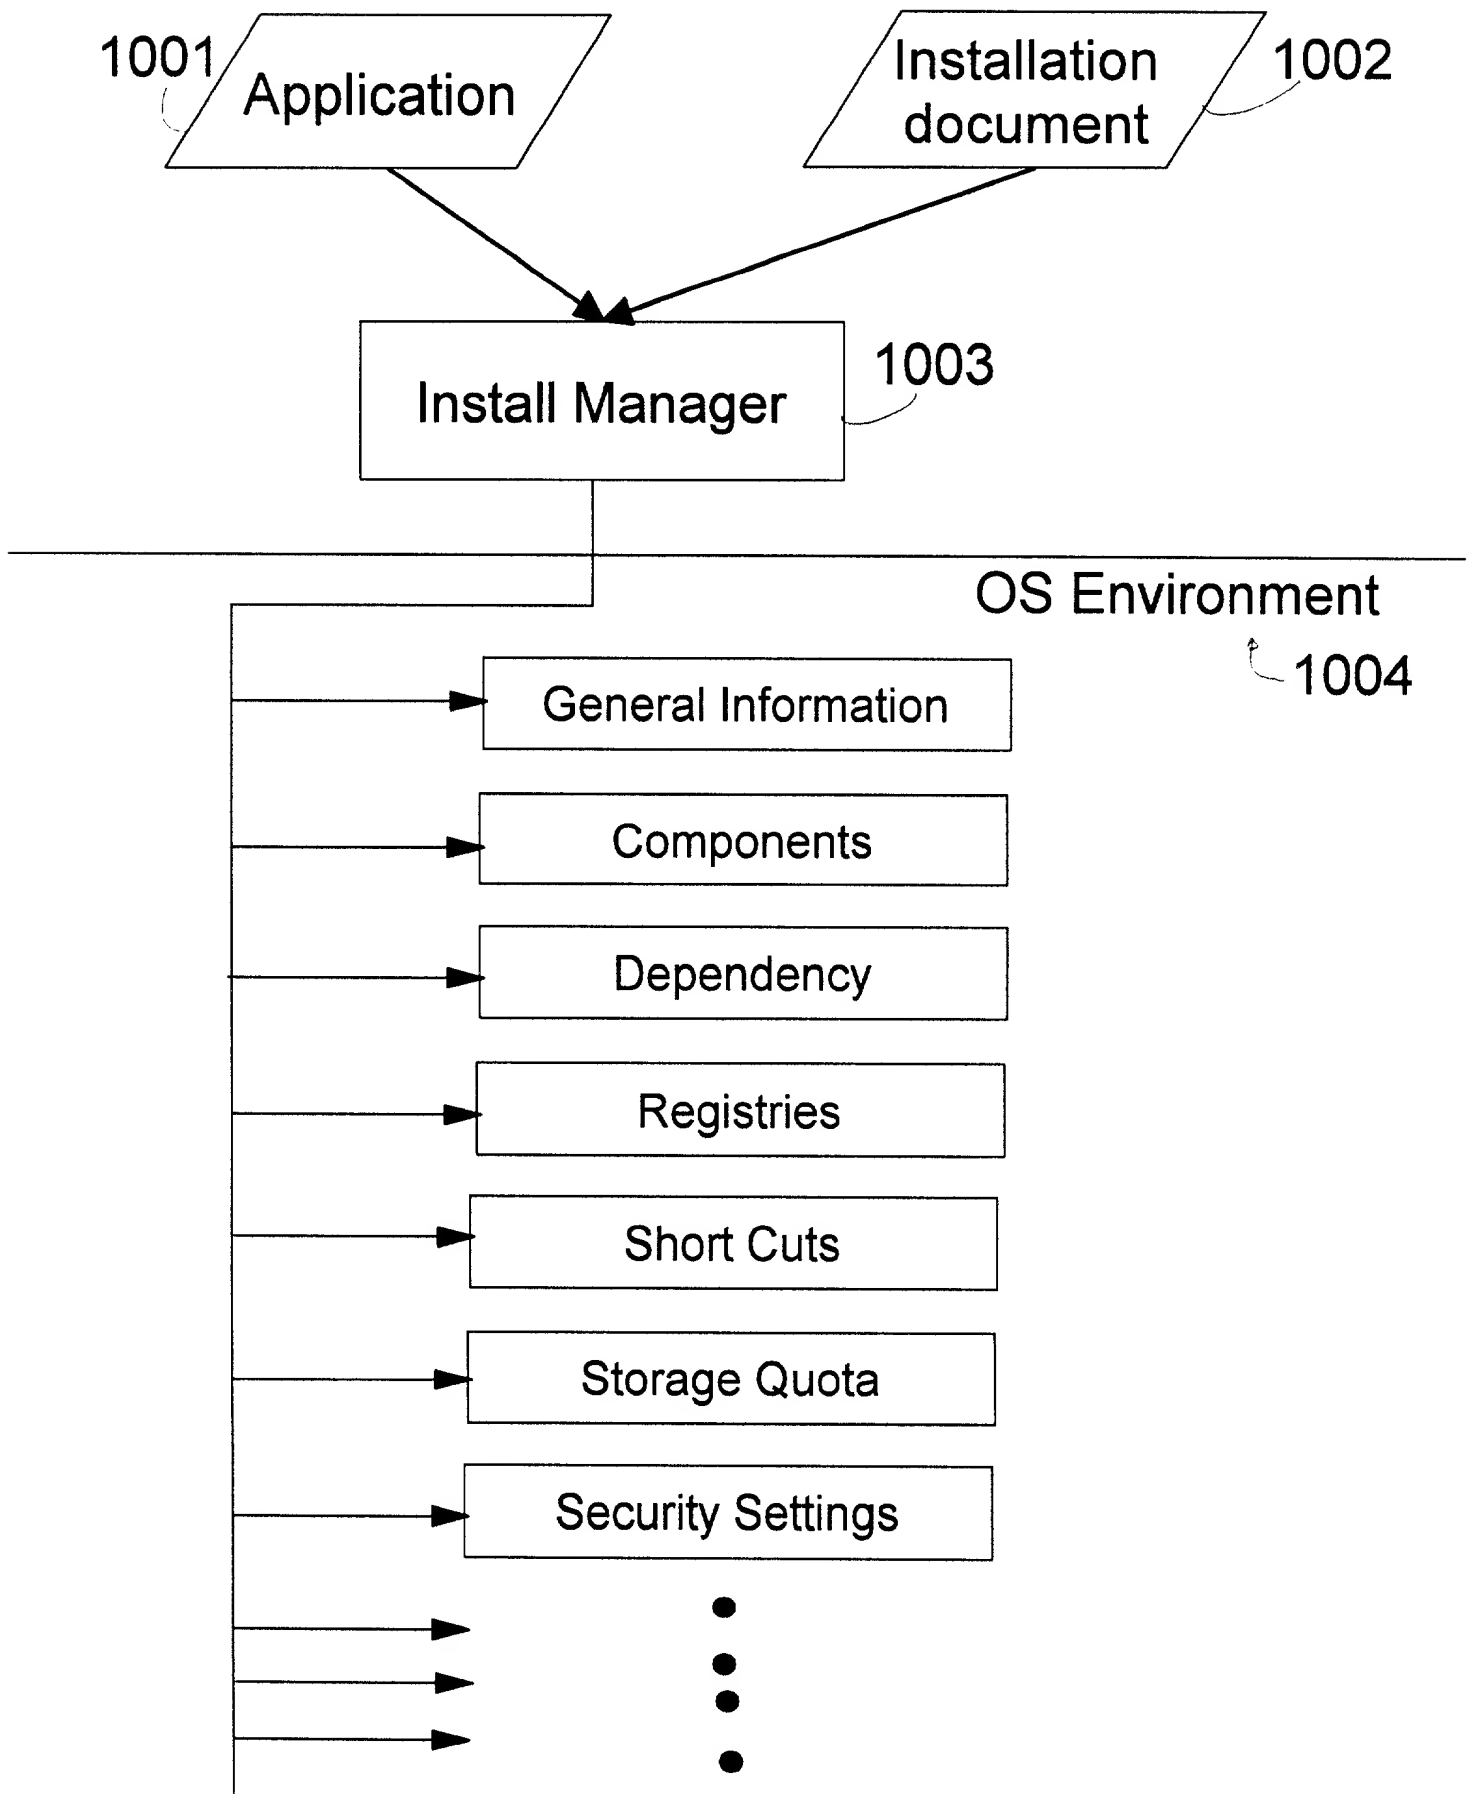 1001
Application
Installation
document
1002
Install Manager
1003
OS Environment
1004
General Information
Components
Dependency
Registries
Short Cuts
Storage Quota
Security Settings